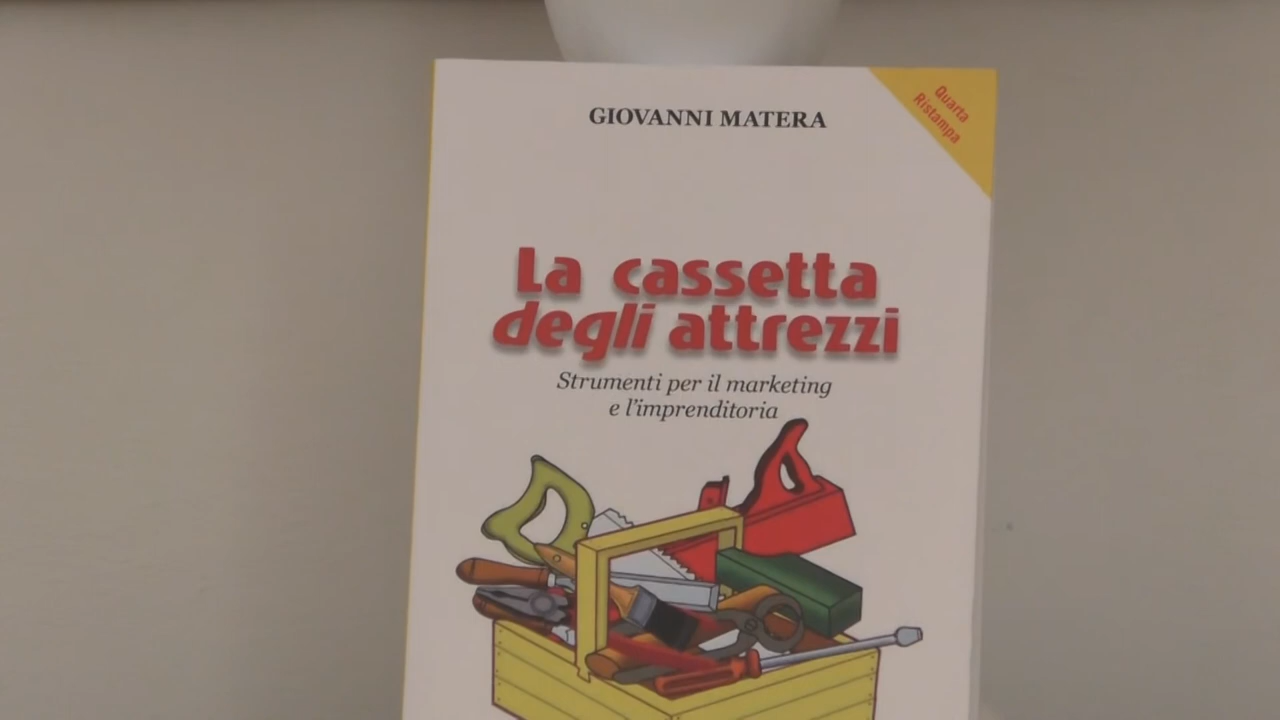 GIOVANNI MATERA
Quarta
Ristampa
La cassetta
degli attrezzi
Strumenti per il marketing
e l'imprenditoria